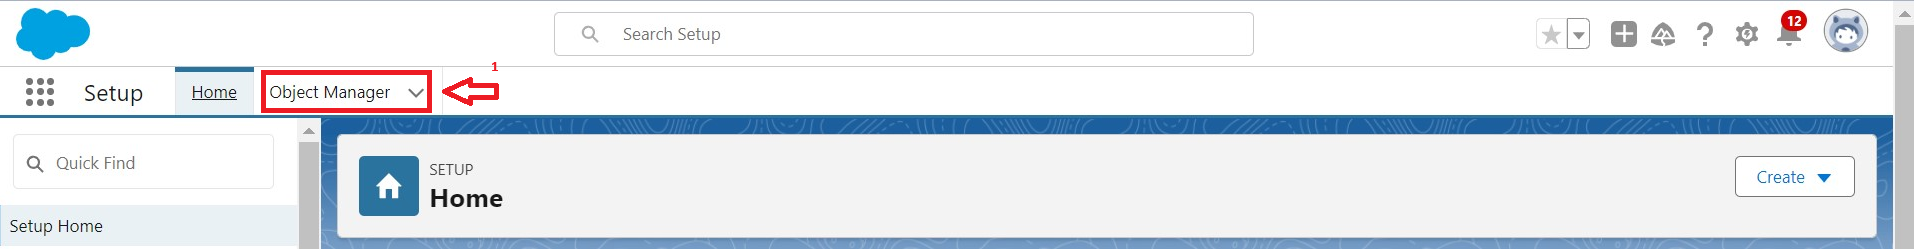 Search Setup
12
Setup
Home
Object Manager
1
Quick Find
SETUP
Home
Create
Setup Home